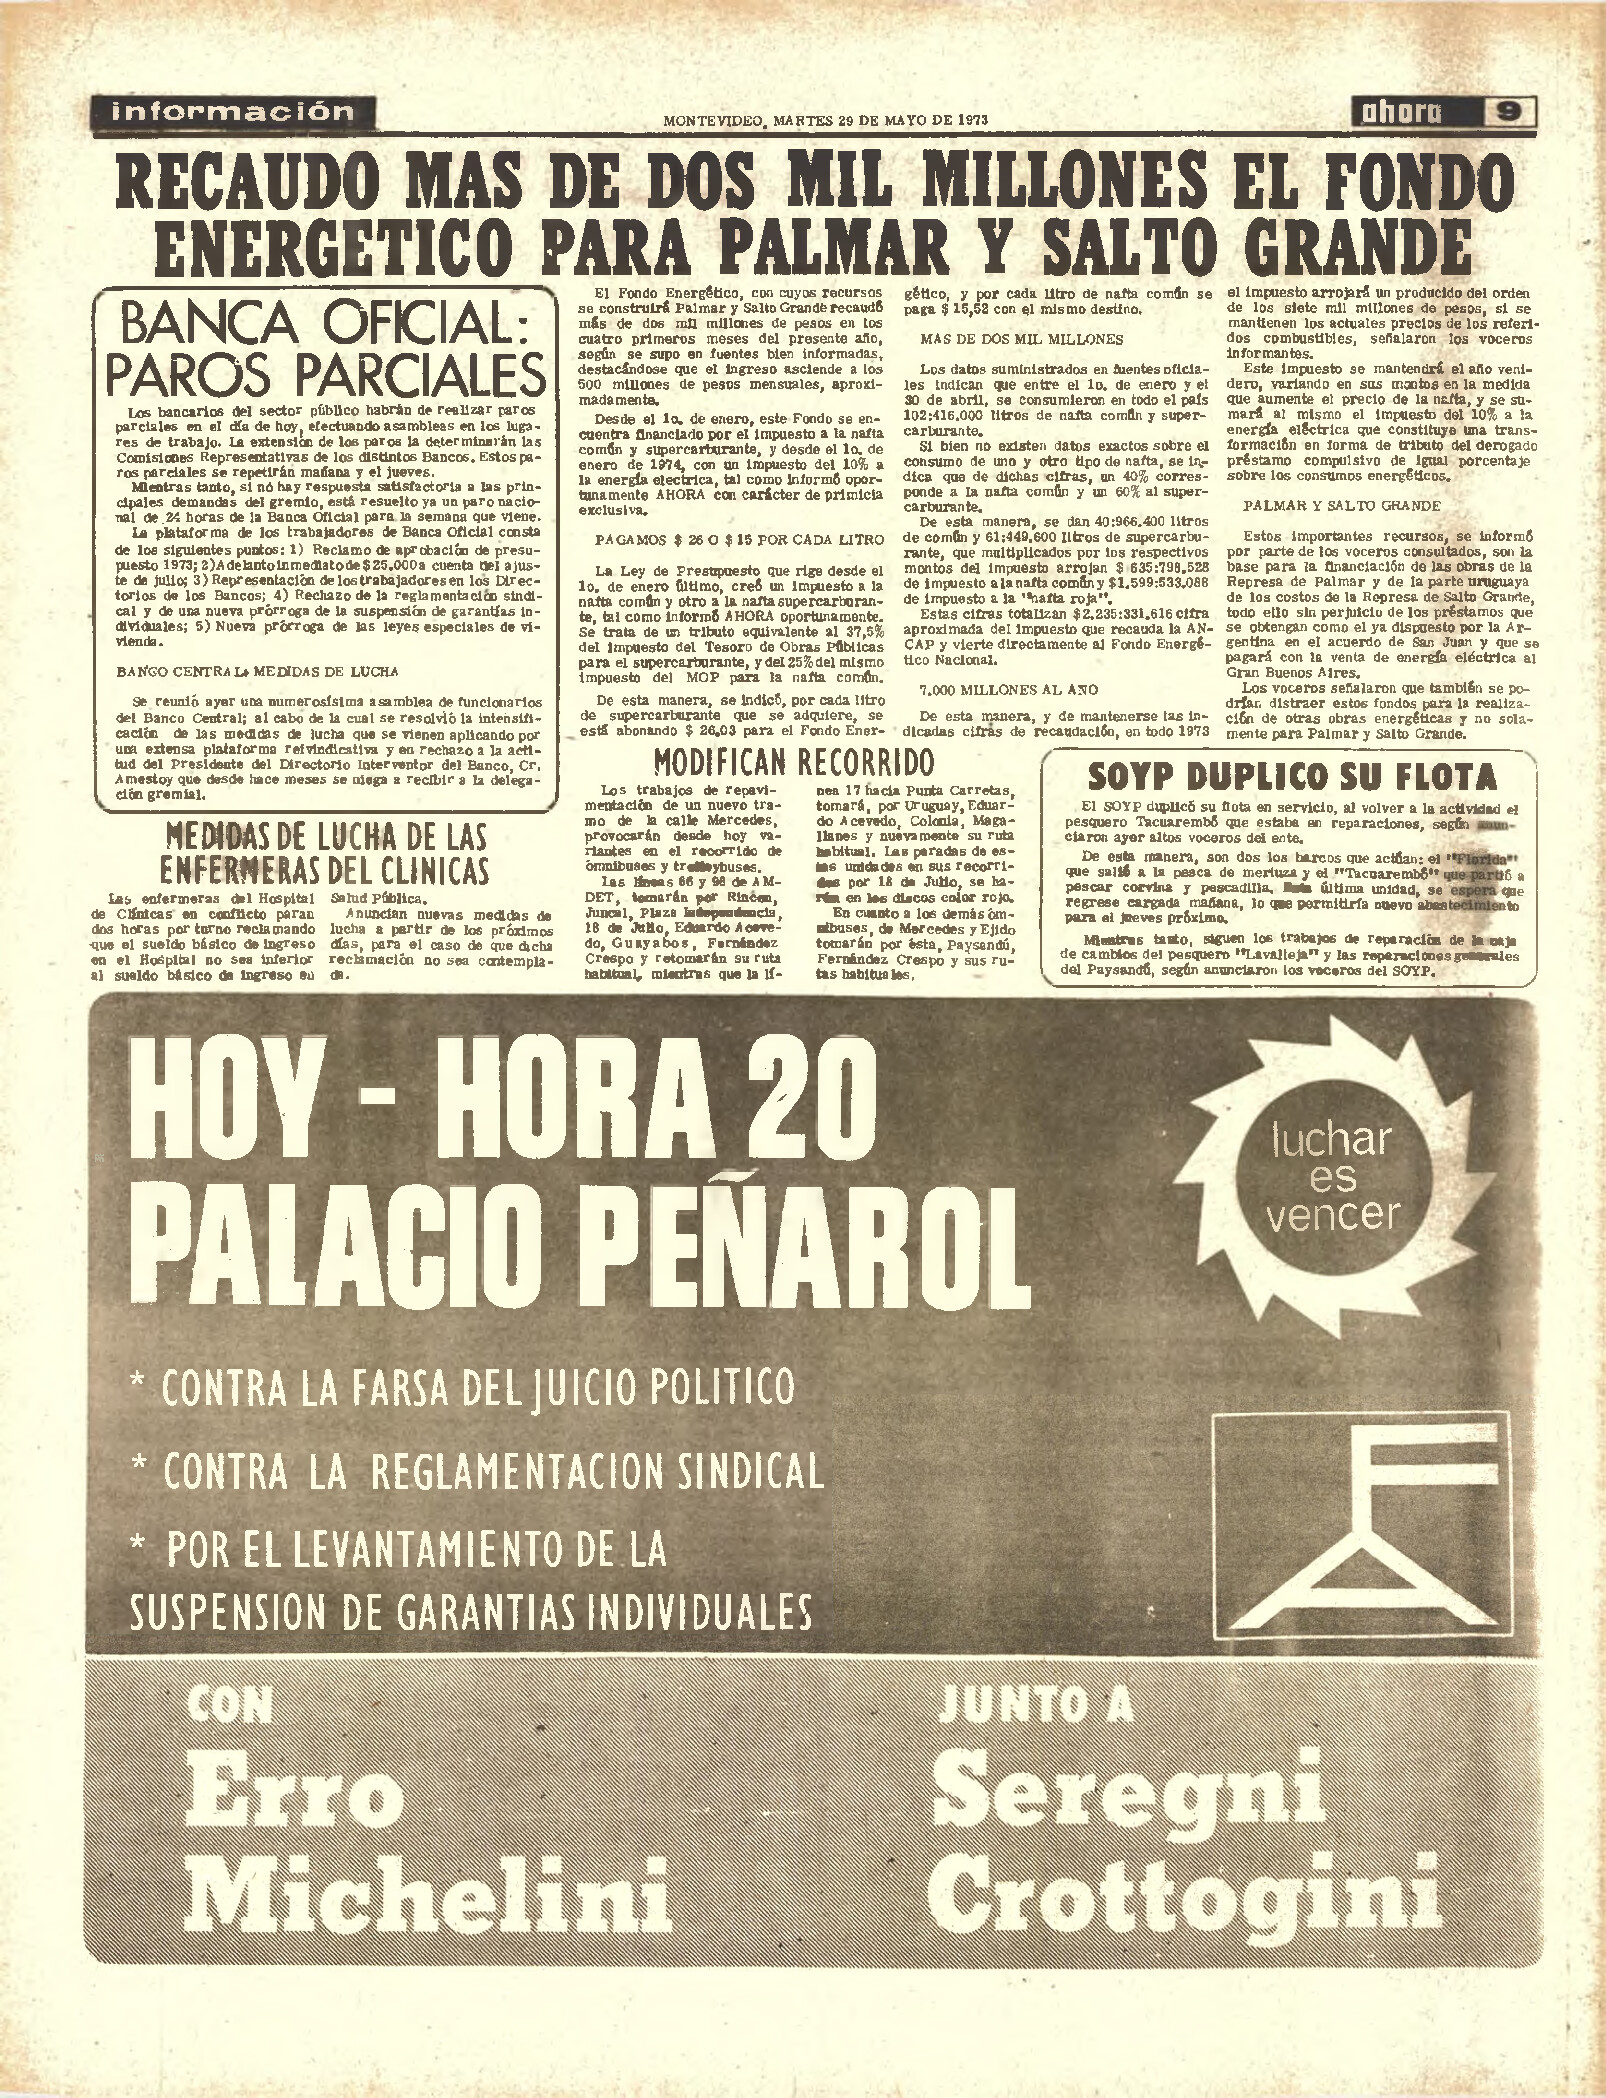 información
MONTEVIDEO, MARTES 29 DE MAYO DE 1973
ahora 9
RECAUDO MAS DE DOS MIL MILLONES EL FONDO
ENERGETICO PARA PALMAR Y SALTO GRANDE
BANCA OFICIAL:
PAROS PARCIALES
Los bancarios del sector público habrán de realizar paros
parciales en el día de hoy, efectuando asambleas en los luga-
res de trabajo. La extensión de los paros la determinarán las
Comisiones Representativas de los distintos Bancos. Estos pa-
ros parciales se repetirán mañana y el jueves.
Mientras tanto, si nó hay respuesta satisfactoria a las prin-
cipales demandas del gremio, está resuelto ya un paro nacio-
nal de 24 horas de la Banca Oficial para la semana que viene.
La plataforma de los trabajadores de Banca Oficial consta
de los siguientes puntos: 1) Reclamo de aprobación de presu-
puesto 1973; 2) Adelanto inmediato de $ 25.000 a cuenta del ajus-
te de julio; 3) Representación de los trabajadores en los Direc-
torios de los Bancos; 4) Rechazo de la reglamentación sindi-
cal y de una nueva prórroga de la suspensión de garantías in-
dividuales; 5) Nueva prórroga de las leyes especiales de vi-
vienda.
BANCO CENTRAL: MEDIDAS DE LUCHA
Se reunió ayer una numerosísima asamblea de funcionarios
del Banco Central; al cabo de la cual se resolvió la intensifi-
cación de las medidas de lucha que se vienen aplicando por
una extensa plataforma reivindicativa y en rechazo a la acti-
tud del Presidente del Directorio Interventor del Banco, Cr.
Amestoy que desde hace meses se niega a recibir a la delega-
ción gremial.
El Fondo Energético, con cuyos recursos
se construirá Palmar y Salto Grande recaudó
más de dos mil millones de pesos en los
cuatro primeros meses del presente año,
según se supo en fuentes bien informadas,
destacándose que el ingreso asciende a los
500 millones de pesos mensuales, aproxi-
madamente.
Desde el 1o. de enero, este Fondo se en-
cuentra financiado por el impuesto a la nafta
común y supercarburante, y desde el 1o. de
enero de 1974, con un impuesto del 10% a
la energía electrica, tal como informó opor-
tunamente AHORA con carácter de primicia
exclusiva.
PAGAMOS $ 26 O $ 15 POR CADA LITRO
La Ley de Prestpuesto que rige desde el
1o. de enero último, creó un impuesto a la
nafta común y otro a la nafta supercarburan-
te, tal como informó AHORA oportunamente.
Se trata de un tributo equivalente al 37,5%
del impuesto del Tesoro de Obras Públicas
para el supercarburante, y del 25% del mismo
impuesto del MOP para la nafta común.
De esta manera, se indicó, por cada litro
de supercarburante que se adquiere, se
está abonando $ 26,03 para el Fondo Ener-
gético, y por cada litro de nafta común se
paga $ 15,52 con el mismo destino.
MAS DE DOS MIL MILLONES
Los datos suministrados en fuentes oficia-
les indican que entre el 1o. de enero y el
30 de abril, se consumieron en todo el país
102:416.000 litros de nafta común y super-
carburante.
Si bien no existen datos exactos sobre el
consumo de uno y otro tipo de nafta, se in-
dica que de dichas cifras, un 40% corres-
ponde a la nafta común y un 60% al super-
carburante.
De esta manera, se dan 40:966.400 litros
de común y 61:449.600 litros de supercarbu-
rante, que multiplicados por los respectivos
montos del impuesto arrojan $ 635:798.528
de impuesto a la nafta común y $ 1.599:533.088
de impuesto a la "nafta roja".
Estas cifras totalizan $ 2.235:331.616 cifra
aproximada del impuesto que recauda la AN-
CAP y vierte directamente al Fondo Energé-
tico Nacional.
7.000 MILLONES AL AÑO
De esta manera, y de mantenerse las in-
dicadas cifras de recaudación, en todo 1973
el impuesto arrojará un producido del orden
de los siete mil millones de pesos, si se
mantienen los actuales precios de los referi-
dos combustibles, señalaron los voceros
informantes.
Este impuesto se mantendrá el año veni-
dero, variando en sus montos en la medida
que aumente el precio de la nafta, y se su-
mará al mismo el impuesto del 10% a la
energía eléctrica que constituye una trans-
formación en forma de tributo del derogado
préstamo compulsivo de igual porcentaje
sobre los consumos energéticos.
PALMAR Y SALTO GRANDE
Estos importantes recursos, se informó
por parte de los voceros consultados, son la
base para la financiación de las obras de la
Represa de Palmar y de la parte uruguaya
de los costos de la Represa de Salto Grande,
todo ello sin perjuicio de los préstamos que
se obtengan como el ya dispuesto por la Ar-
gentina en el acuerdo de San Juan y que se
pagará con la venta de energía eléctrica al
Gran Buenos Aires.
Los voceros señalaron que también se po-
drían distraer estos fondos para la realiza-
ción de otras obras energéticas y no sola-
mente para Palmar y Salto Grande.
MEDIDAS DE LUCHA DE LAS
ENFERMERAS DEL CLINICAS
Las enfermeras del Hospital
de Clínicas en conflicto paran
dos horas por turno reclamando
que el sueldo básico de ingreso
en el Hospital no sea inferior
al sueldo básico de ingreso en
Salud Pública.
Anuncian nuevas medidas de
lucha a partir de los próximos
días, para el caso de que dicha
reclamación no sea contempla-
da.
MODIFICAN RECORRIDO
Los trabajos de repavi-
mentación de un nuevo tra-
mo de la calle Mercedes,
provocarán desde hoy va-
riantes en el recorrido de
ómnibuses y trolleybuses.
Las líneas 66 y 98 de AM-
DET, tomarán por Rincón,
Juncal, Plaza Independencia,
18 de Julio, Eduardo Aceve-
do, Guayabos, Fernández
Crespo y retomarán su ruta
habitual, mientras que la lí-
nea 17 hacia Punta Carretas,
tomará, por Uruguay, Eduar-
do Acevedo, Colonia, Maga-
llanes y nuevamente su ruta
habitual. Las paradas de es-
tas unidades en sus recorri-
dos por 18 de Julio, se ha-
rán en los discos color rojo.
En cuanto a los demás óm-
nibuses, de Mercedes y Ejido
tomarán por ésta, Paysandú,
Fernández Crespo y sus ru-
tas habituales.
SOYP DUPLICO SU FLOTA
El SOYP duplicó su flota en servicio, al volver a la actividad el
pesquero Tacuarembó que estaba en reparaciones, según anun-
ciaron ayer altos voceros del ente.
De esta manera, son dos los barcos que actúan: el "Florida"
que salió a la pesca de merluza y el "Tacuarembó" que partió a
pescar corvina y pescadilla. Esta última unidad, se espera que
regrese cargada mañana, lo que permitiría nuevo abastecimiento
para el jueves próximo.
Mientras tanto, siguen los trabajos de reparación de la caja
de cambios del pesquero "Lavalleja" y las reparaciones generales
del Paysandú, según anunciaron los voceros del SOYP.
HOY - HORA 20
PALACIO PEÑAROL
luchar
es
vencer
* CONTRA LA FARSA DEL JUICIO POLITICO
* CONTRA LA REGLAMENTACION SINDICAL
* POR EL LEVANTAMIENTO DE LA
SUSPENSION DE GARANTIAS INDIVIDUALES
FA
CON
Erro
Michelini
JUNTO A
Seregni
Crottogini